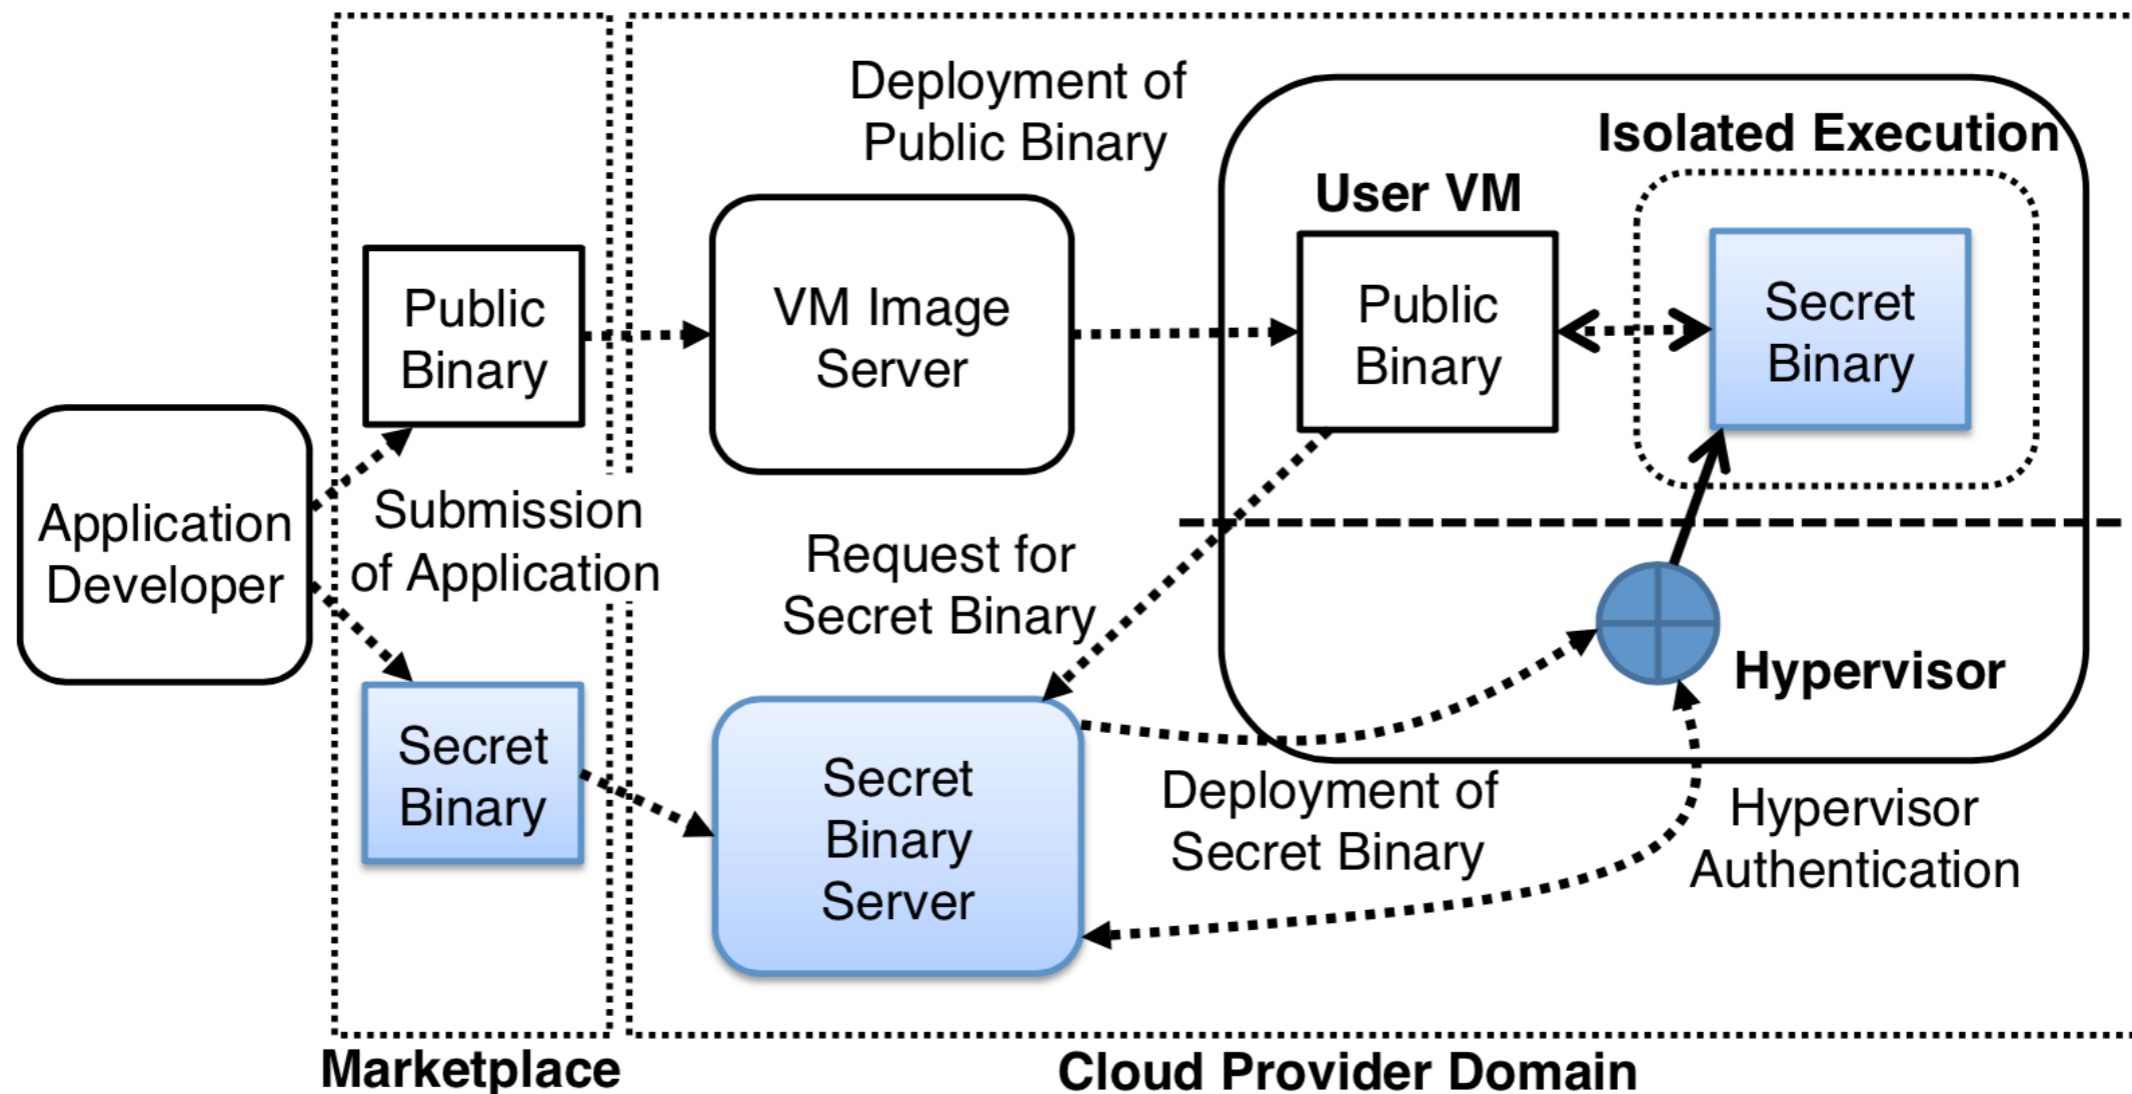 Deployment of
Public Binary
Isolated Execution
User VM
Public
Binary
VM Image
Server
Public
Binary
Secret
Binary
Application
Developer
Submission
of Application
Request for
Secret Binary
Hypervisor
Secret
Binary
Secret
Binary
Server
Deployment of
Secret Binary
Hypervisor
Authentication
Marketplace
Cloud Provider Domain